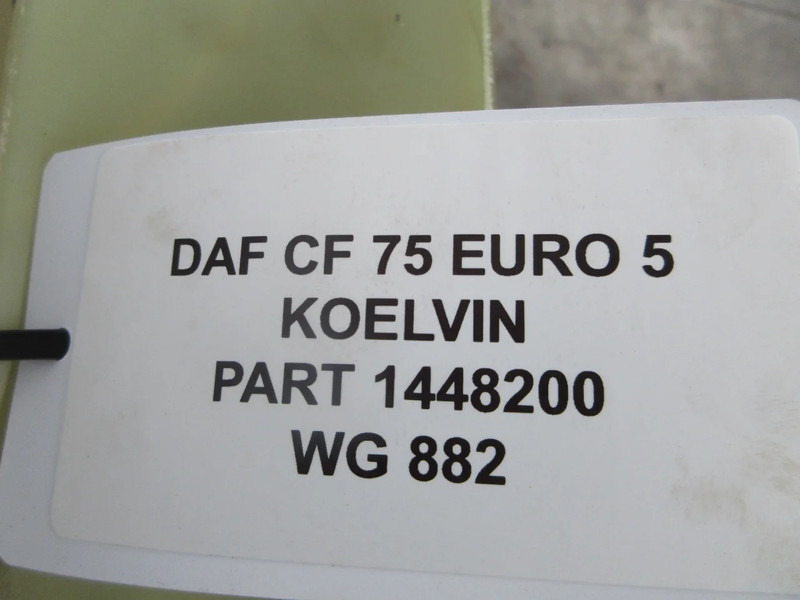 DAF CF 75 EURO 5
KOELVIN
PART 1448200
WG 882